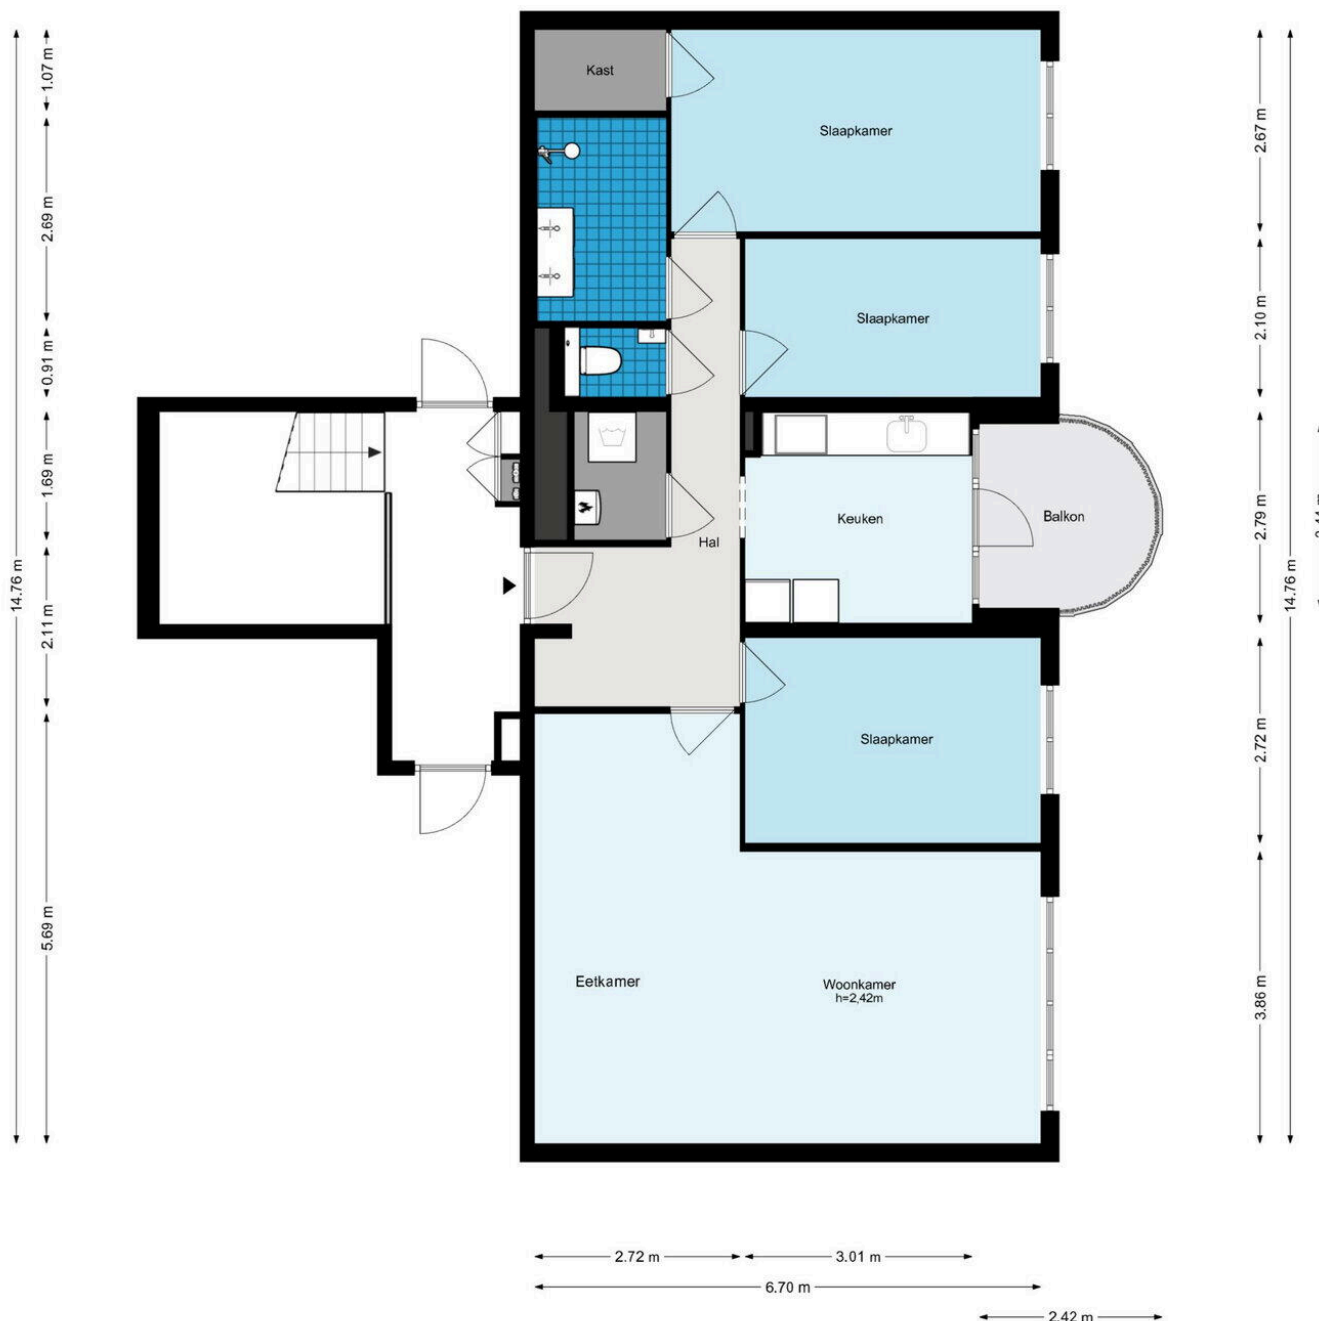 Kast
Slaapkamer
Slaapkamer
Keuken
Balkon
Hal
Slaapkamer
Eetkamer
Woonkamer
h=2,42m
14.76 m
1.07 m
2.69 m
0.91 m
1.69 m
2.11 m
5.69 m
2.67 m
2.10 m
2.79 m
2.72 m
3.86 m
14.76 m
2.72 m
3.01 m
6.70 m
2.42 m